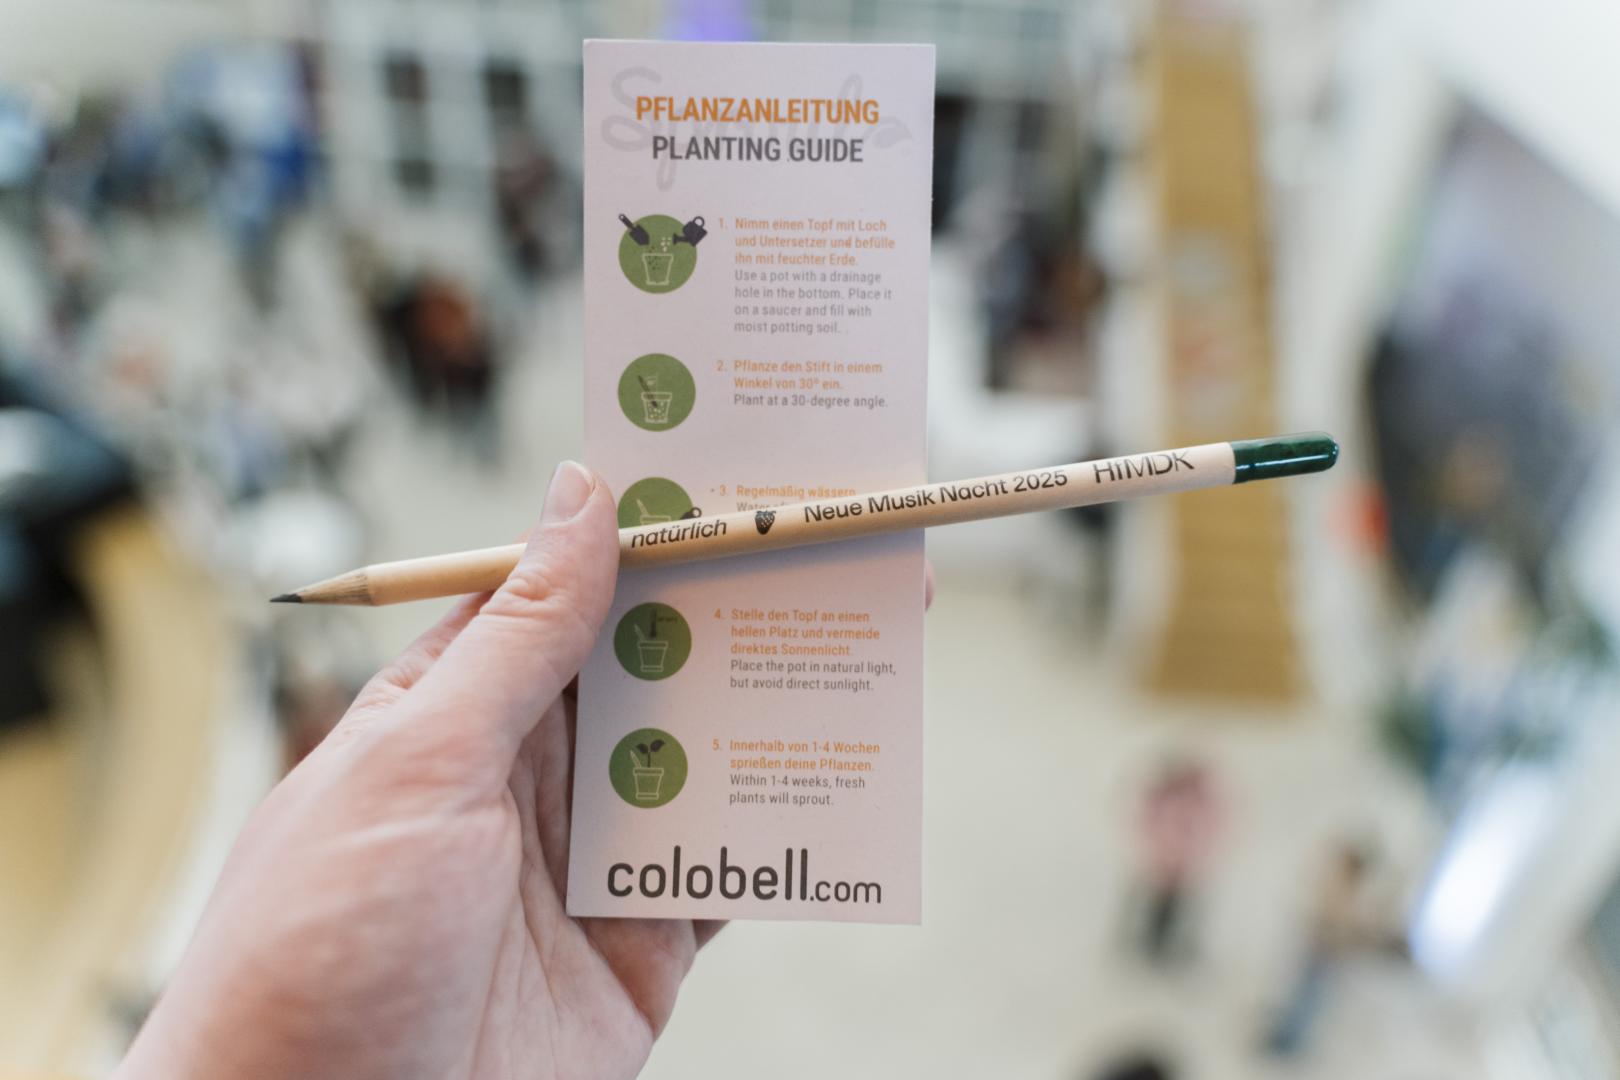 PFLANZANLEITUNG
PLANTING GUIDE
1. Nimm einen Topf mit Loch
und Untersetzer und befülle
ihn mit feuchter Erde.
Use a pot with a drainage
hole in the bottom. Place it
on a saucer and fill with
moist potting soil.
2. Pflanze den Stift in einem
Winkel von 30° ein.
Plant at a 30-degree angle.
3. Regelmäßig wässern
natürlich Neue Musik Nacht 2025 HfMDK
4. Stelle den Topf an einen
hellen Platz und vermeide
direktes Sonnenlicht.
Place the pot in natural light,
but avoid direct sunlight.
5. Innerhalb von 1-4 Wochen
sprießen deine Pflanzen.
Within 1-4 weeks, fresh
plants will sprout.
colobell.com